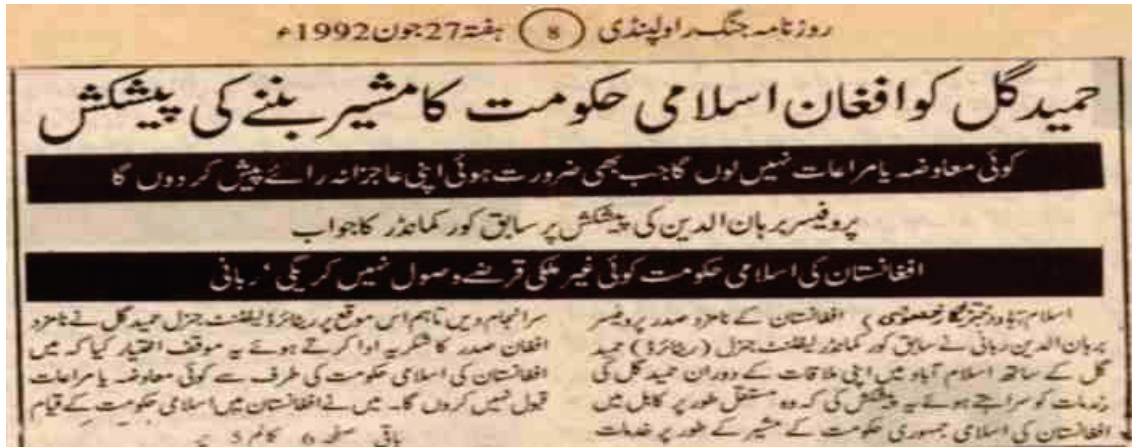 روزنامہ جنگ راولپنڈی 8 ہفتہ 27 جون 1992ء
حمید گل کو افغان اسلامی حکومت کا مشیر بننے کی پیشکش
کوئی معاوضہ یا مراعات نہیں لوں گا جب بھی ضرورت ہوئی اپنی عاجزانہ رائے پیش کر دوں گا
پروفیسر برہان الدین کی پیشکش پر سابق کور کمانڈر کا جواب
افغانستان کی اسلامی حکومت کوئی غیر ملکی قرضے وصول نہیں کریگی، ربانی
اسلام آباد (خبرنگار خصوصی) افغانستان کے نامزد صدر پروفیسر
برہان الدین ربانی نے سابق کور کمانڈر لیفٹنٹ جنرل (ریٹائرڈ) حمید
گل کے ساتھ اسلام آباد میں اپنی ملاقات کے دوران حمید گل کی
خدمات کو سراہتے ہوئے یہ پیشکش کی کہ وہ مستقل طور پر کابل میں
افغانستان کی اسلامی جمہوری حکومت کے مشیر کے طور پر خدمات
سرانجام دیں تاہم اس موقع پر ریٹائرڈ لیفٹنٹ جنرل حمید گل نے نامزد
افغان صدر کا شکریہ ادا کرتے ہوئے یہ موقف اختیار کیا کہ میں
افغانستان کی اسلامی حکومت کی طرف سے کوئی معاوضہ یا مراعات
قبول نہیں کروں گا۔ میں نے افغانستان میں اسلامی حکومت کے قیام
باقی صفحہ 6 کالم 5 پر